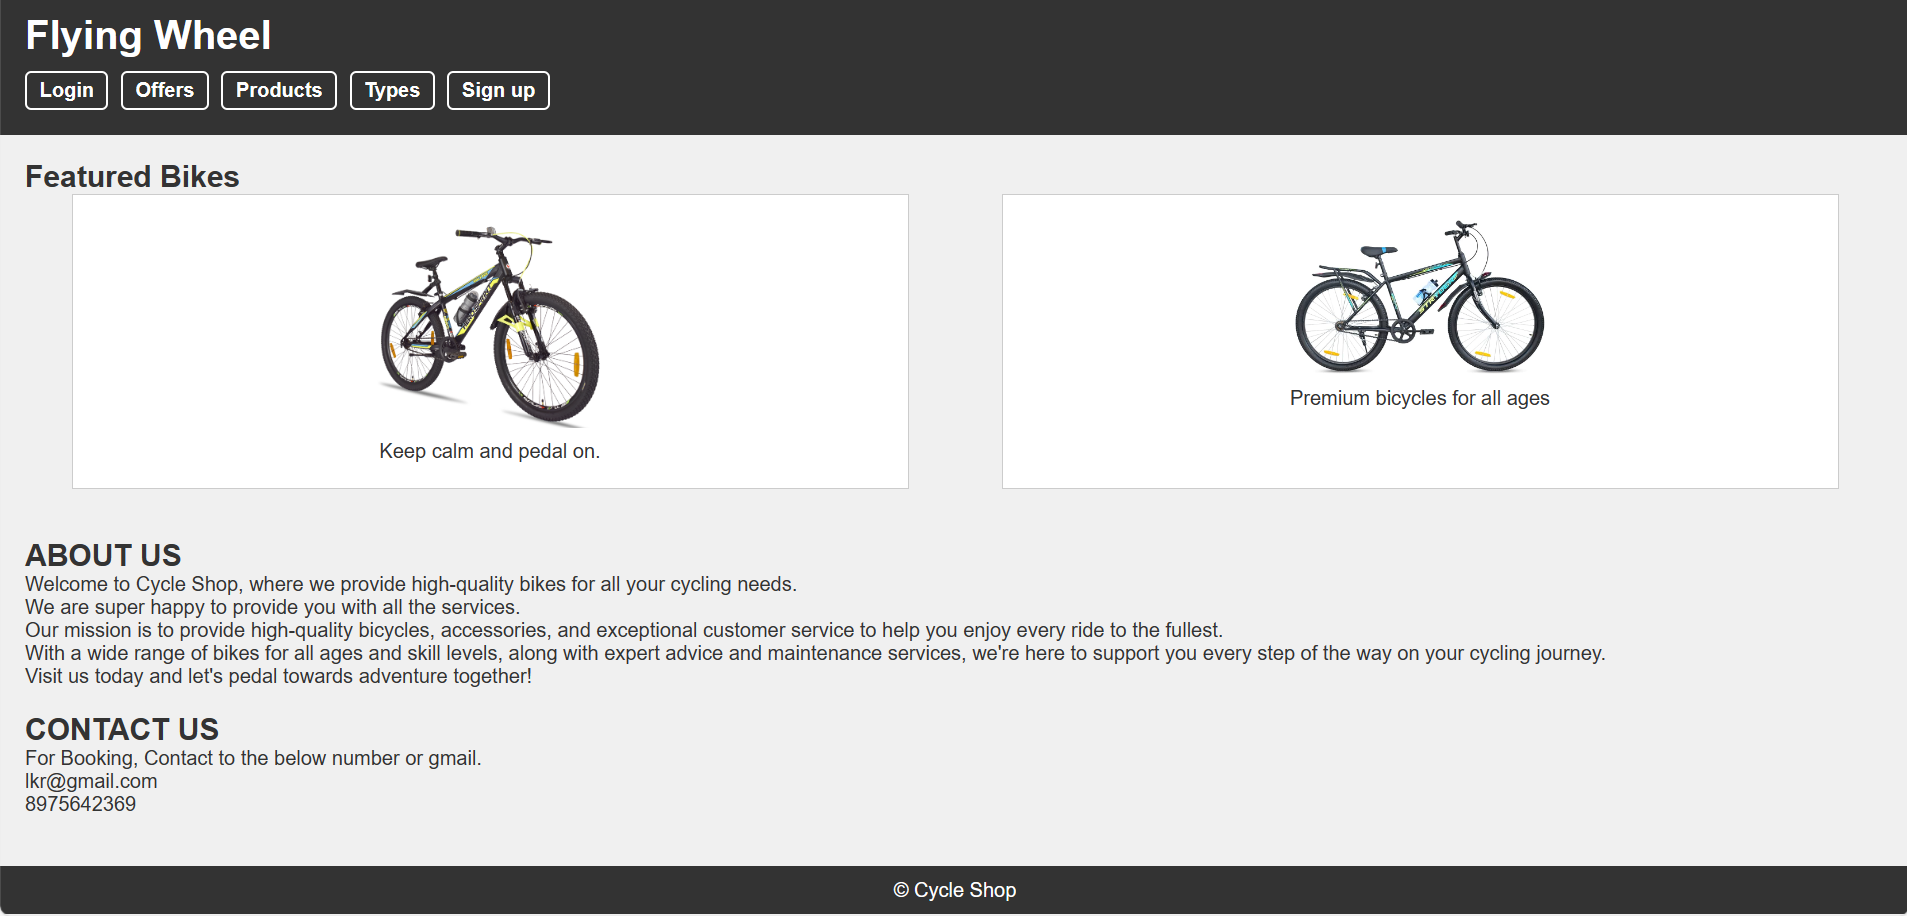 Flying Wheel
Login Offers Products Types Sign up
Featured Bikes
Keep calm and pedal on.
Premium bicycles for all ages
ABOUT US
Welcome to Cycle Shop, where we provide high-quality bikes for all your cycling needs.
We are super happy to provide you with all the services.
Our mission is to provide high-quality bicycles, accessories, and exceptional customer service to help you enjoy every ride to the fullest.
With a wide range of bikes for all ages and skill levels, along with expert advice and maintenance services, we're here to support you every step of the way on your cycling journey.
Visit us today and let's pedal towards adventure together!
CONTACT US
For Booking, Contact to the below number or gmail.
lkr@gmail.com
8975642369
© Cycle Shop